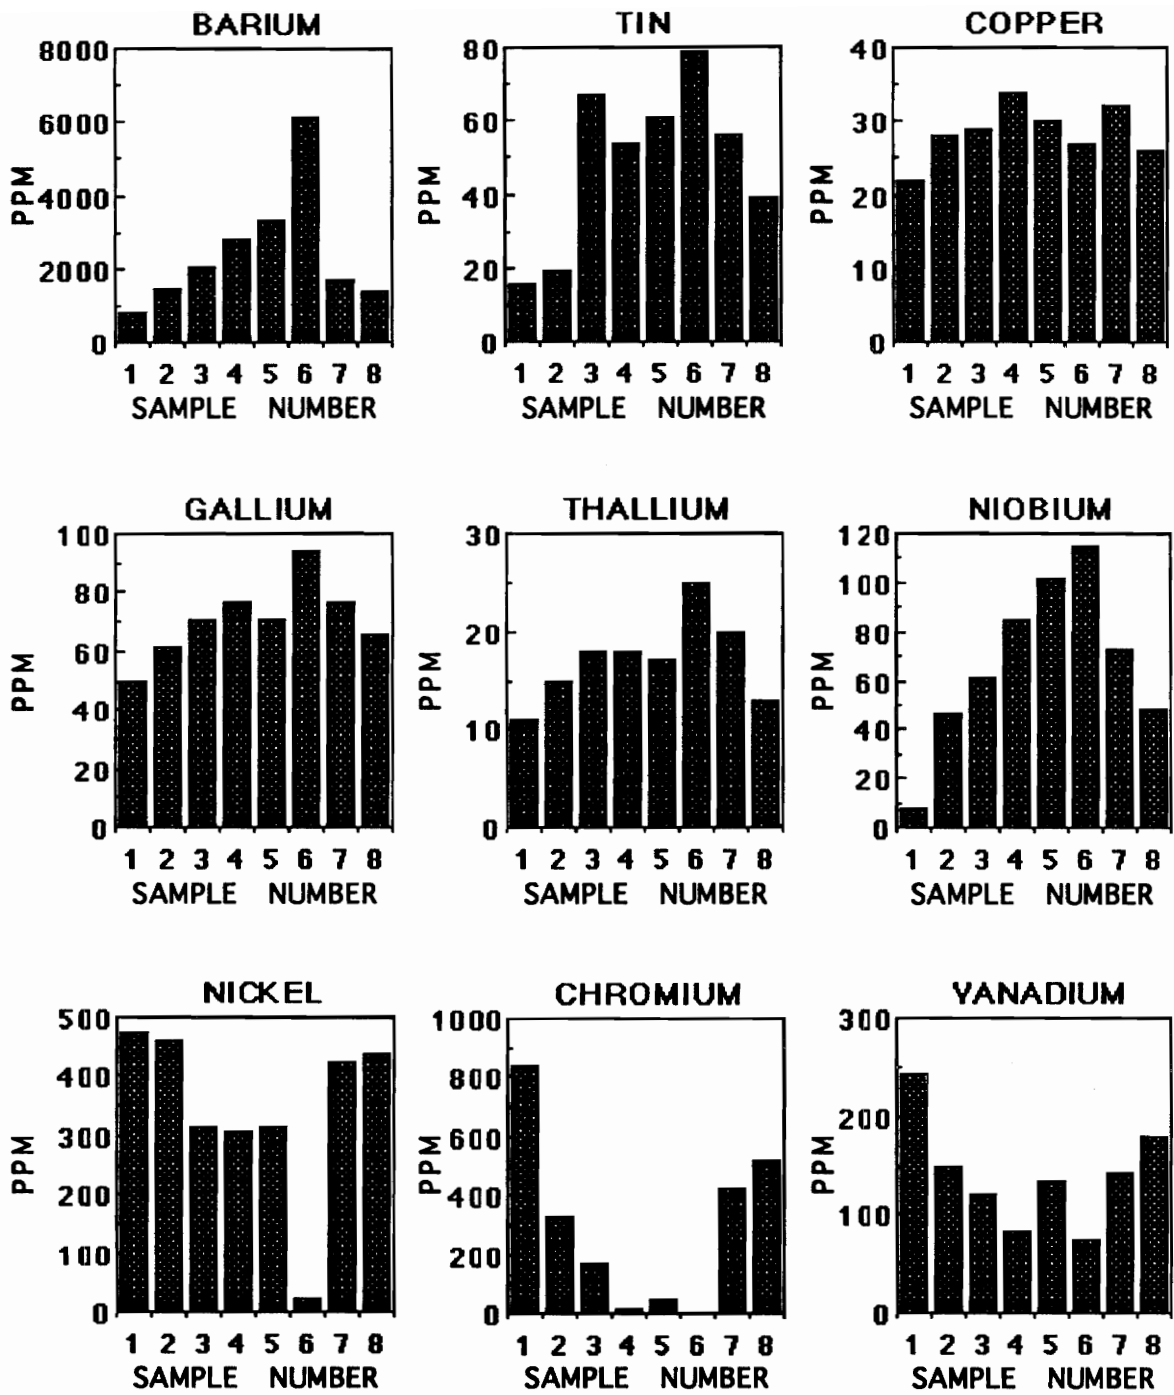 BARIUM
8000
6000
4000
2000
0
PPM
1 2 3 4 5 6 7 8
SAMPLE NUMBER
TIN
80
60
40
20
0
PPM
1 2 3 4 5 6 7 8
SAMPLE NUMBER
COPPER
40
30
20
10
0
PPM
1 2 3 4 5 6 7 8
SAMPLE NUMBER
GALLIUM
100
80
60
40
20
0
PPM
1 2 3 4 5 6 7 8
SAMPLE NUMBER
THALLIUM
30
20
10
0
PPM
1 2 3 4 5 6 7 8
SAMPLE NUMBER
NIOBIUM
120
100
80
60
40
20
0
PPM
1 2 3 4 5 6 7 8
SAMPLE NUMBER
NICKEL
500
400
300
200
100
0
PPM
1 2 3 4 5 6 7 8
SAMPLE NUMBER
CHROMIUM
1000
800
600
400
200
0
PPM
1 2 3 4 5 6 7 8
SAMPLE NUMBER
VANADIUM
300
200
100
0
PPM
1 2 3 4 5 6 7 8
SAMPLE NUMBER